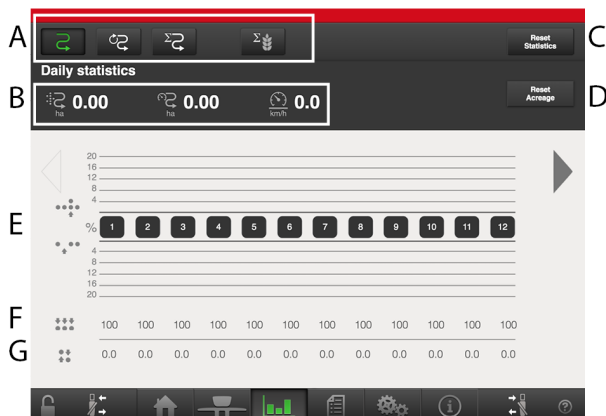 A
Σ
Σ
Reset
Statistics
C
Daily statistics
B
ha
0.00
ha
0.00
km/h
0.0
Reset
Acreage
D
20
16
12
8
4
E
%
1 2 3 4 5 6 7 8 9 10 11 12
4
8
12
16
20
F
100 100 100 100 100 100 100 100 100 100 100 100
G
0.0 0.0 0.0 0.0 0.0 0.0 0.0 0.0 0.0 0.0 0.0 0.0
i
?